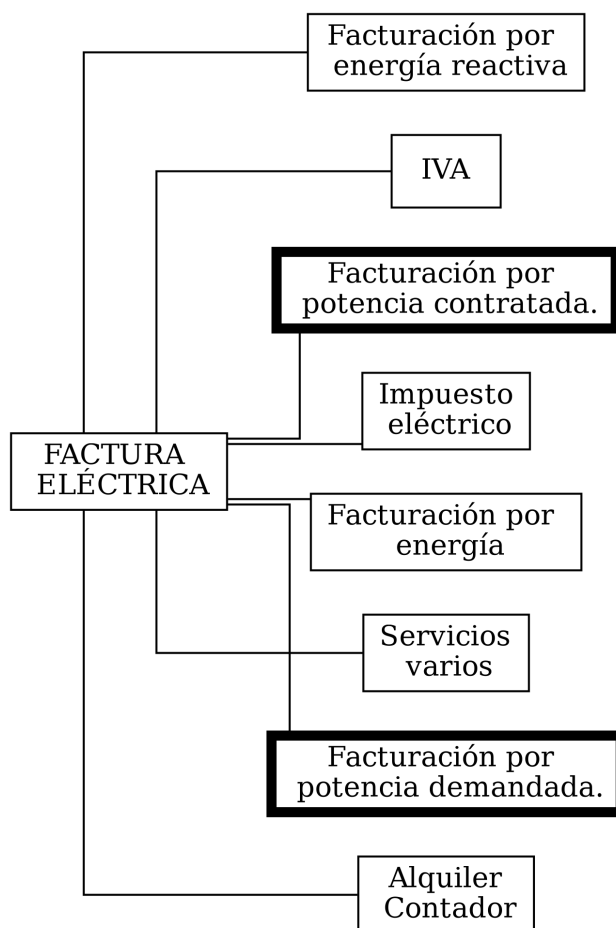 Facturación por
energía reactiva
IVA
Facturación por
potencia contratada.
Impuesto
eléctrico
FACTURA
ELÉCTRICA
Facturación por
energía
Servicios
varios
Facturación por
potencia demandada.
Alquiler
Contador